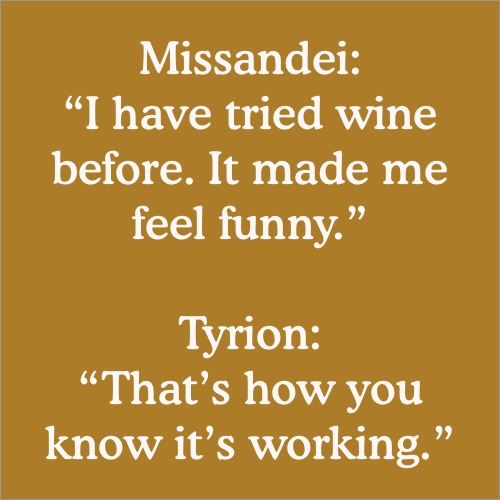 Missandei:
“I have tried wine
before. It made me
feel funny.”
Tyrion:
“That’s how you
know it’s working.”